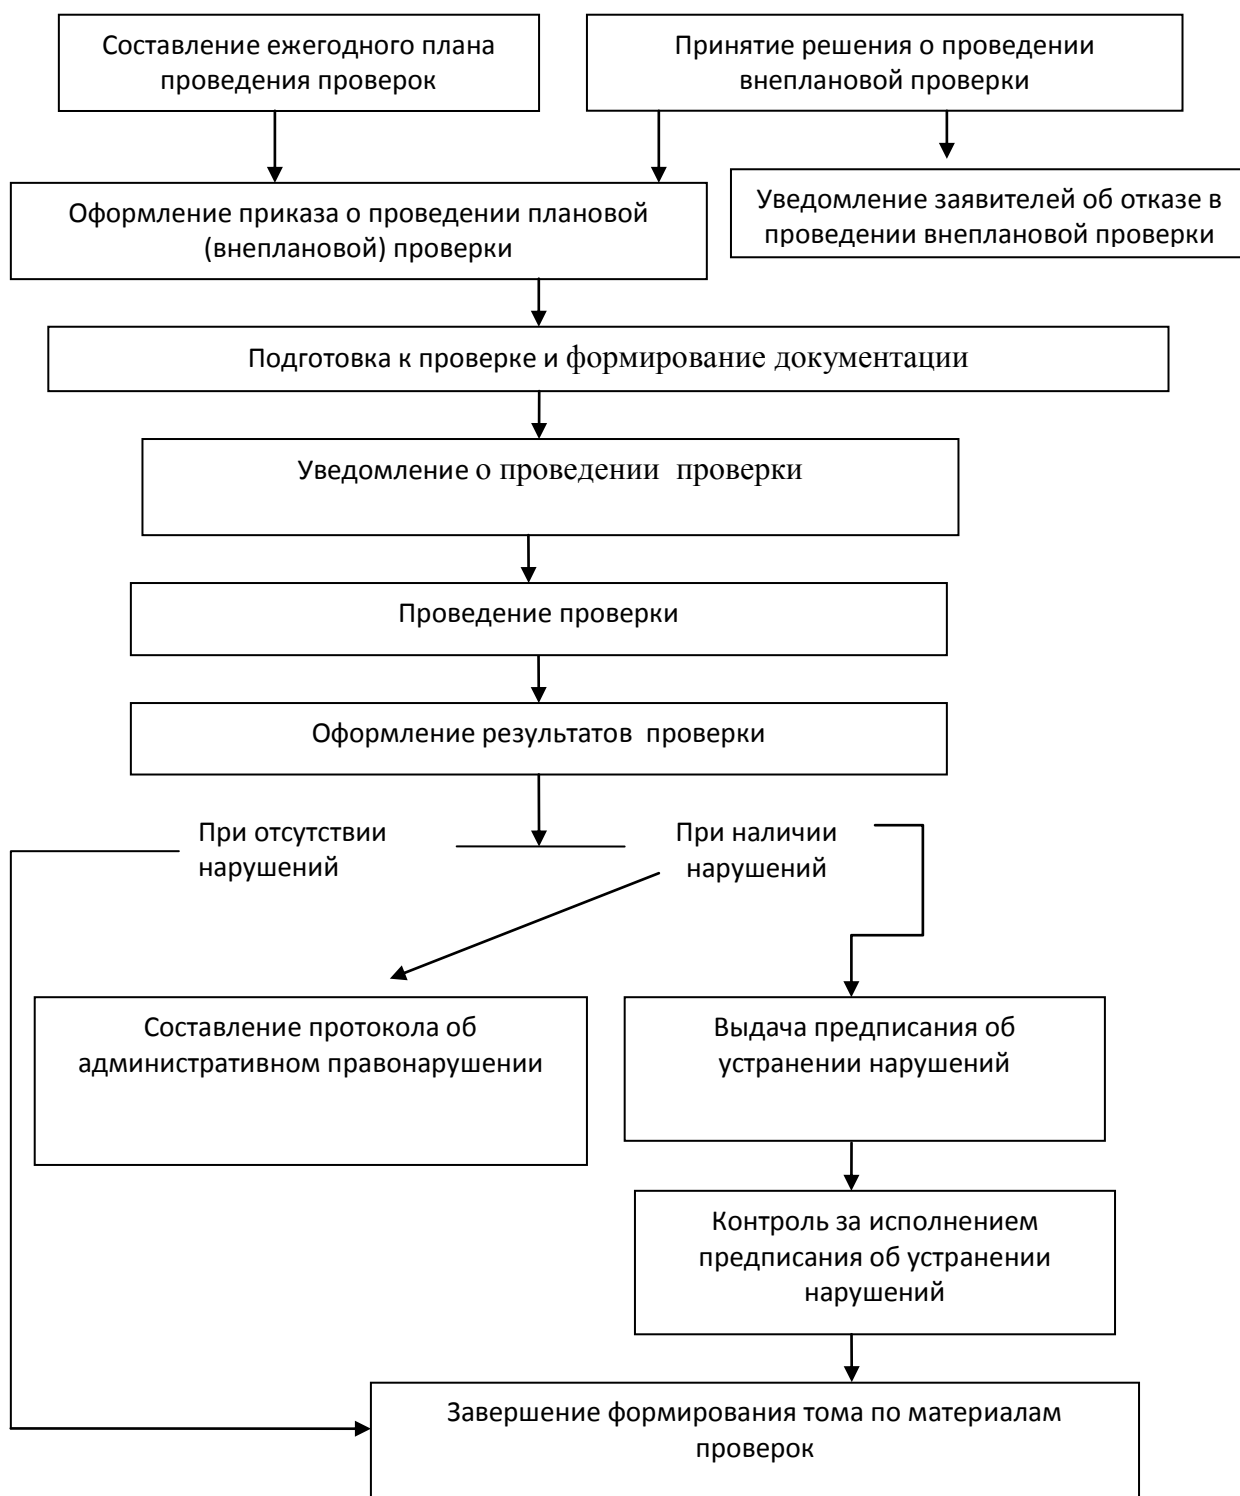 Составление ежегодного плана
проведения проверок
Принятие решения о проведении
внеплановой проверки
Оформление приказа о проведении плановой
(внеплановой) проверки
Уведомление заявителей об отказе в
проведении внеплановой проверки
Подготовка к проверке и формирование документации
Уведомление о проведении проверки
Проведение проверки
Оформление результатов проверки
При отсутствии
нарушений
При наличии
нарушений
Составление протокола об
административном правонарушении
Выдача предписания об
устранении нарушений
Контроль за исполнением
предписания об устранении
нарушений
Завершение формирования тома по материалам
проверок